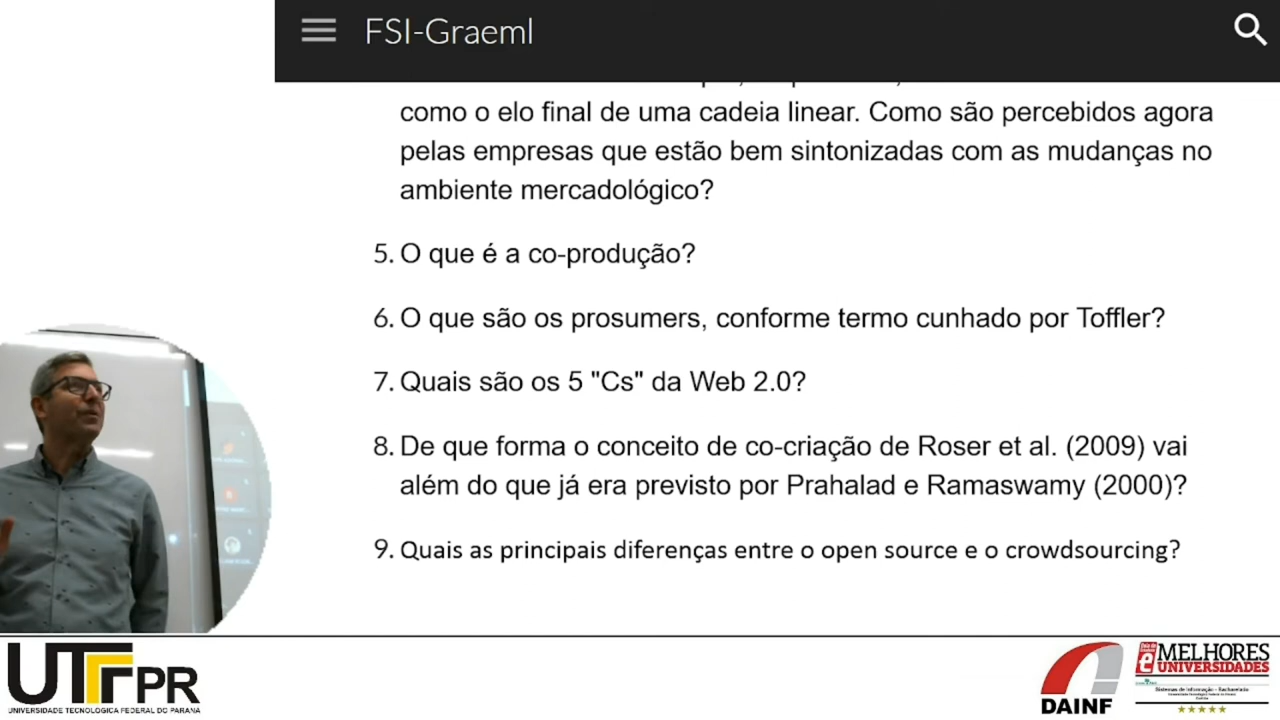 FSI-Graeml
como o elo final de uma cadeia linear. Como são percebidos agora
pelas empresas que estão bem sintonizadas com as mudanças no
ambiente mercadológico?
5. O que é a co-produção?
6. O que são os prosumers, conforme termo cunhado por Toffler?
7. Quais são os 5 "Cs" da Web 2.0?
8. De que forma o conceito de co-criação de Roser et al. (2009) vai
além do que já era previsto por Prahalad e Ramaswamy (2000)?
9. Quais as principais diferenças entre o open source e o crowdsourcing?
UTFPR
UNIVERSIDADE TECNOLÓGICA FEDERAL DO PARANÁ
DAINF
MELHORES
UNIVERSIDADES
Sistemas de Informação - Bacharelado